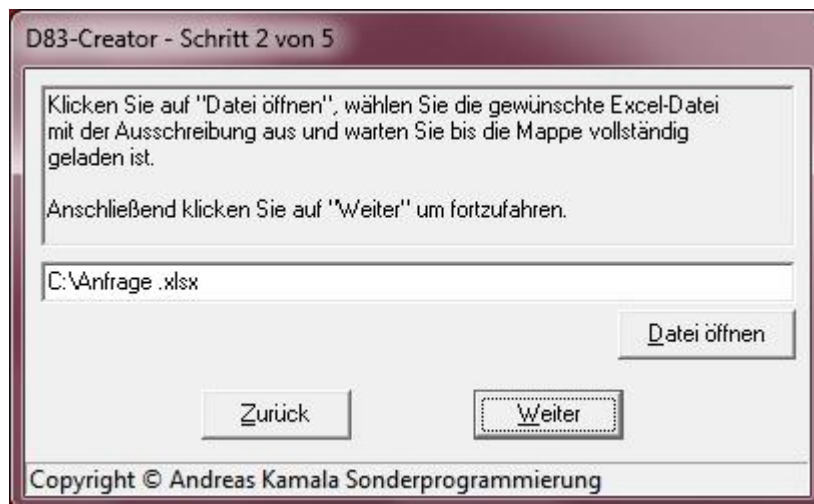 D83-Creator - Schritt 2 von 5
Klicken Sie auf "Datei öffnen", wählen Sie die gewünschte Excel-Datei
mit der Ausschreibung aus und warten Sie bis die Mappe vollständig
geladen ist.
Anschließend klicken Sie auf "Weiter" um fortzufahren.
C:\Anfrage .xlsx
Datei öffnen
Zurück
Weiter
Copyright © Andreas Kamala Sonderprogrammierung